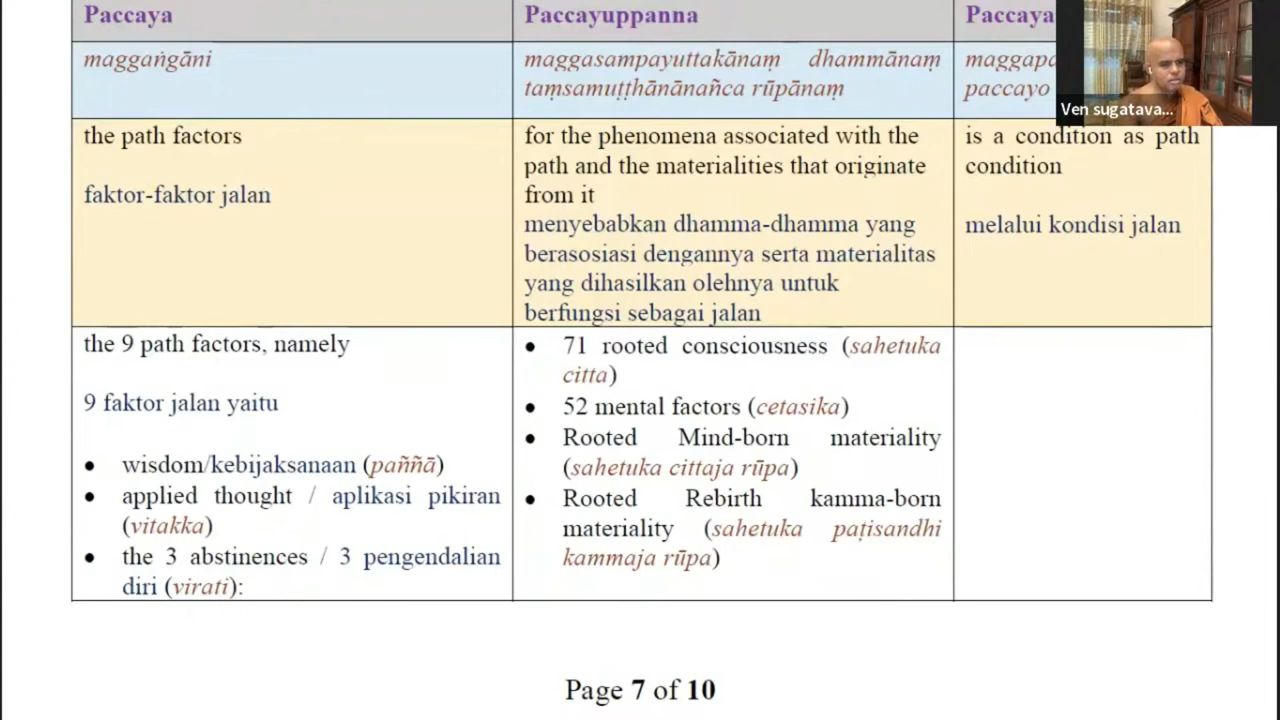 Paccaya
Paccayuppanna
Paccaya
maggaṅgāni
maggasampayuttakānaṃ dhammānaṃ
taṃsamuṭṭhānānañca rūpānaṃ
paccayo
Ven sugatava...
the path factors
faktor-faktor jalan
for the phenomena associated with the
path and the materialities that originate
from it
menyebabkan dhamma-dhamma yang
berasosiasi dengannya serta materialitas
yang dihasilkan olehnya untuk
berfungsi sebagai jalan
is a condition as path
condition
melalui kondisi jalan
the 9 path factors, namely
9 faktor jalan yaitu
• wisdom/kebijaksanaan (paññā)
• applied thought / aplikasi pikiran
(vitakka)
• the 3 abstinences / 3 pengendalian
diri (virati):
• 71 rooted consciousness (sahetuka
citta)
• 52 mental factors (cetasika)
• Rooted Mind-born materiality
(sahetuka cittaja rūpa)
• Rooted Rebirth kamma-born
materiality (sahetuka paṭisandhi
kammaja rūpa)
Page 7 of 10